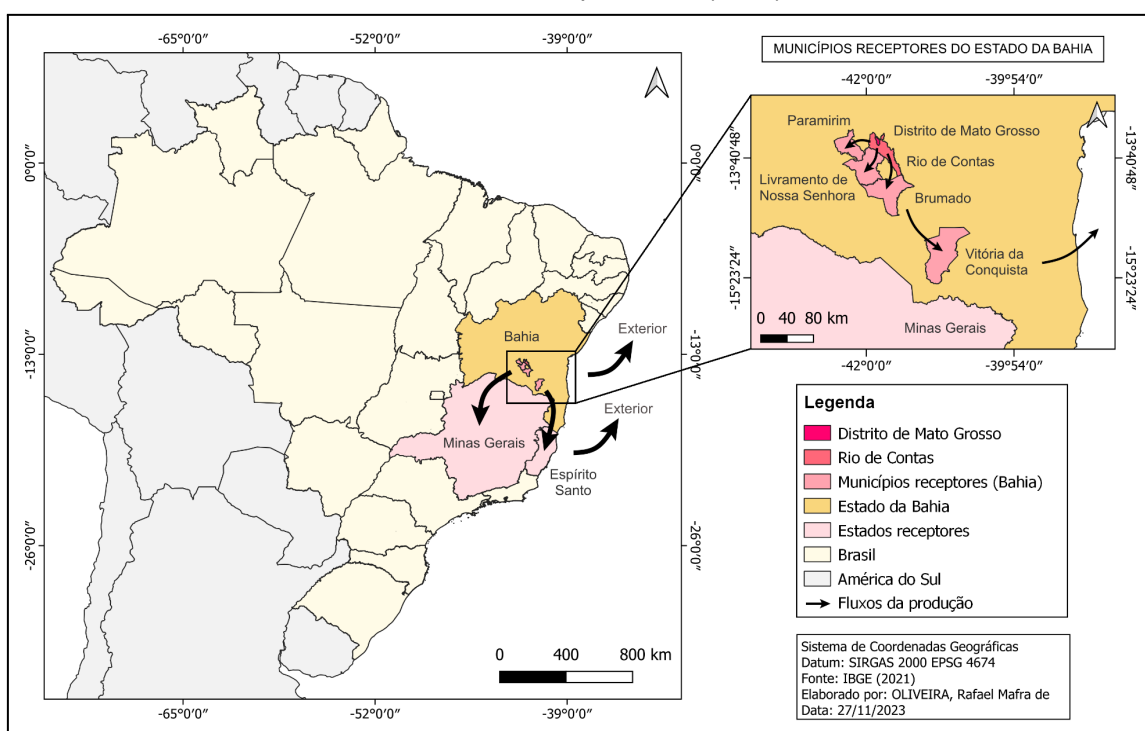 -65°0′0″
-52°0′0″
-39°0′0″
0°0′0″
0°0′0″
-13°0′0″
-13°0′0″
-26°0′0″
-26°0′0″
-65°0′0″
-52°0′0″
-39°0′0″
Bahia
Exterior
Exterior
Minas Gerais
Espírito
Santo
0 400 800 km
MUNICÍPIOS RECEPTORES DO ESTADO DA BAHIA
-42°0′0″
-39°54′0″
-13°40′48″
-13°40′48″
-15°23′24″
-15°23′24″
-42°0′0″
-39°54′0″
Paramirim
Distrito de Mato Grosso
Rio de Contas
Livramento de
Nossa Senhora
Brumado
Vitória da
Conquista
Minas Gerais
0 40 80 km
Legenda
Distrito de Mato Grosso
Rio de Contas
Municípios receptores (Bahia)
Estado da Bahia
Estados receptores
Brasil
América do Sul
Fluxos da produção
Sistema de Coordenadas Geográficas
Datum: SIRGAS 2000 EPSG 4674
Fonte: IBGE (2021)
Elaborado por: OLIVEIRA, Rafael Mafra de
Data: 27/11/2023